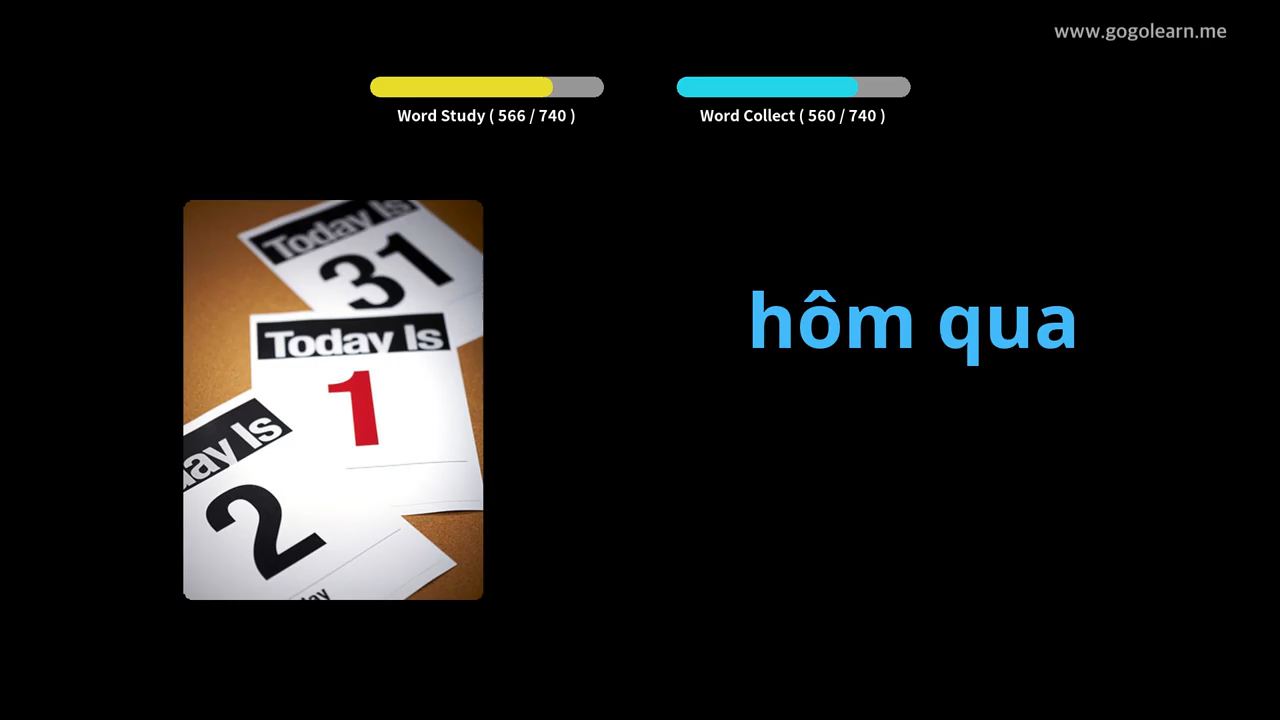 www.gogolearn.me
Word Study ( 566 / 740 )
Word Collect ( 560 / 740 )
Today Is
31
Today Is
1
ay Is
2
hôm qua